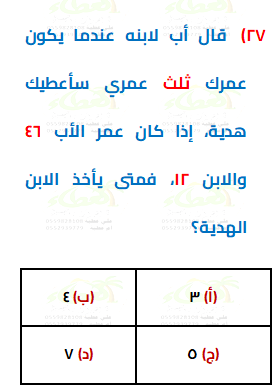 ٢٧) قال أب لابنه عندما يكون
عمرك ثلث عمري سأعطيك
هدية، إذا كان عمر الأب ٤٦
والابن ١٢، فمتى يأخذ الابن
الهدية؟
(أ) ٣ (ب) ٤
(ج) ٥ (د) ٧